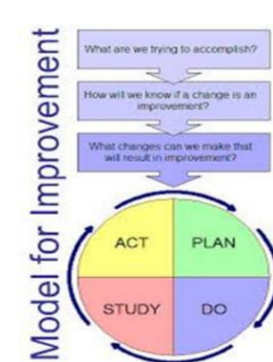 Model for Improvement
What are we trying to accomplish?
How will we know if a change is an
improvement?
What changes can we make that
will result in improvement?
ACT
PLAN
STUDY
DO